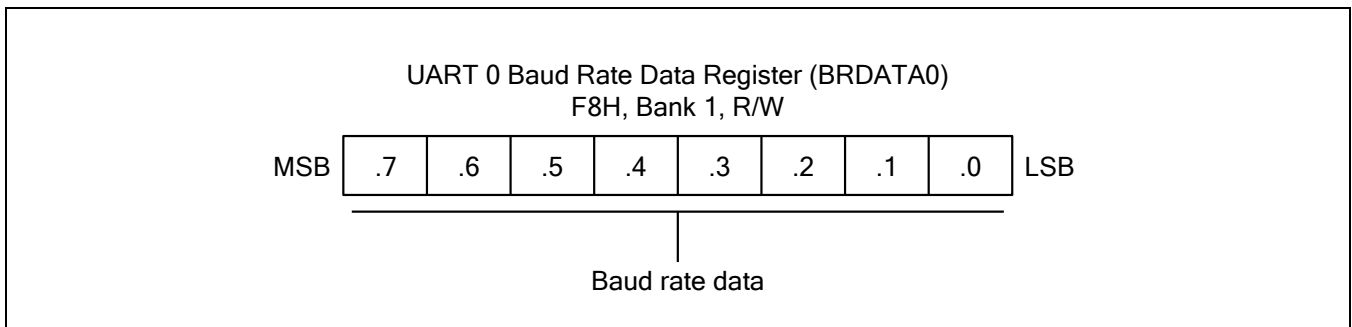 UART 0 Baud Rate Data Register (BRDATA0)
F8H, Bank 1, R/W
MSB .7 .6 .5 .4 .3 .2 .1 .0 LSB
Baud rate data